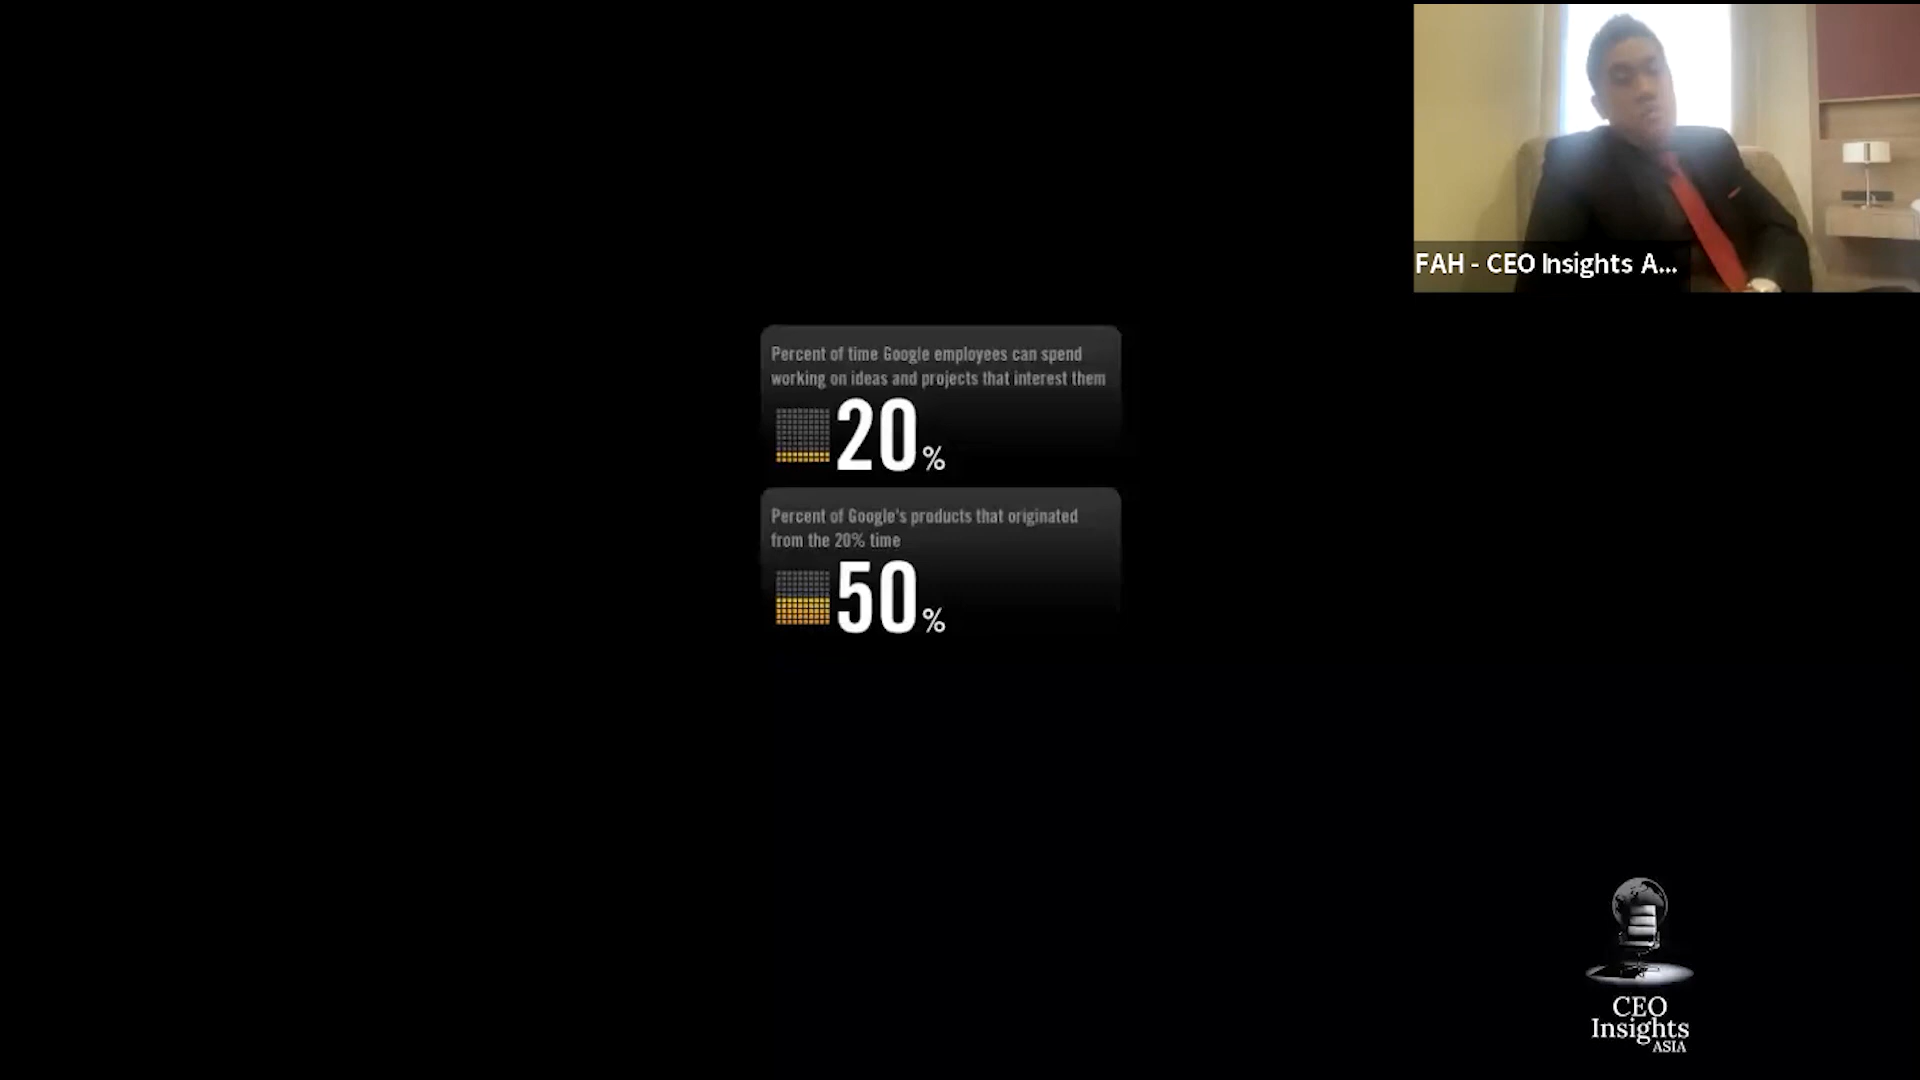 FAH - CEO Insights A...
Percent of time Google employees can spend
working on ideas and projects that interest them
20%
Percent of Google's products that originated
from the 20% time
50%
CEO
Insights
ASIA